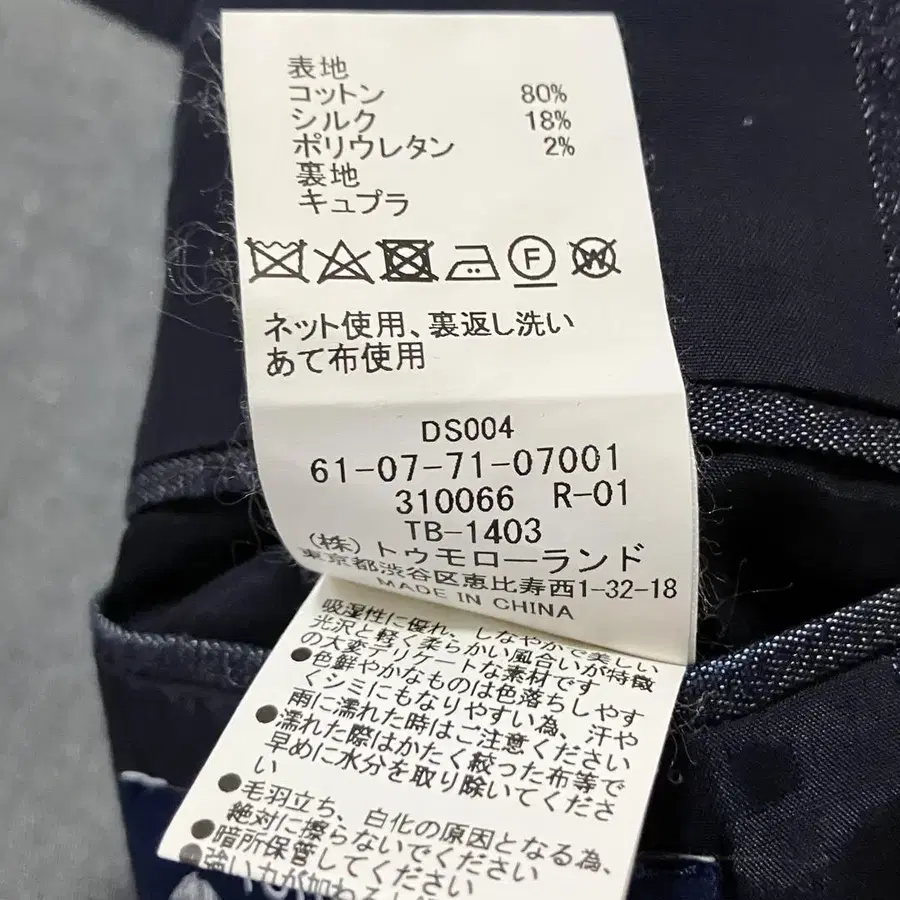 表地
コットン 80%
シルク 18%
ポリウレタン 2%
裏地
キュプラ
F W
ネット使用、裏返し洗い
あて布使用
DS004
61-07-71-07001
310066 R-01
TB-1403
(株)トゥモローランド
東京都渋谷区恵比寿西1-32-18
MADE IN CHINA
吸湿性に優れ、しなやかで美しい
光沢と軽く柔らかい風合いが特徴
の大変デリケートな素材です
●色鮮やかなものは色落ちしやす
くシミにもなりやすい為、汗や
雨に濡れた時はご注意ください
●濡れた際はかたく絞った布等で
早めに水分を取り除いてくださ
い
●毛羽立ち、白化の原因となる為、
絶対に擦らないでください
●暗所保管してください
●強い力が加わる